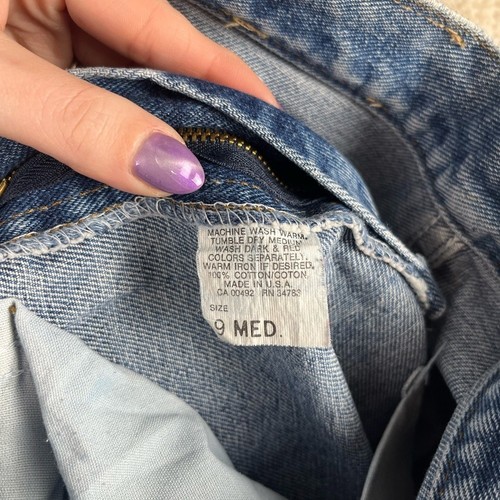 MACHINE WASH WARM.
TUMBLE DRY MEDIUM.
WASH DARK & RED
COLORS SEPARATELY.
WARM IRON IF DESIRED.
100% COTTON/COTON
MADE IN U.S.A.
CA 00492 RN 34783
SIZE
9 MED.